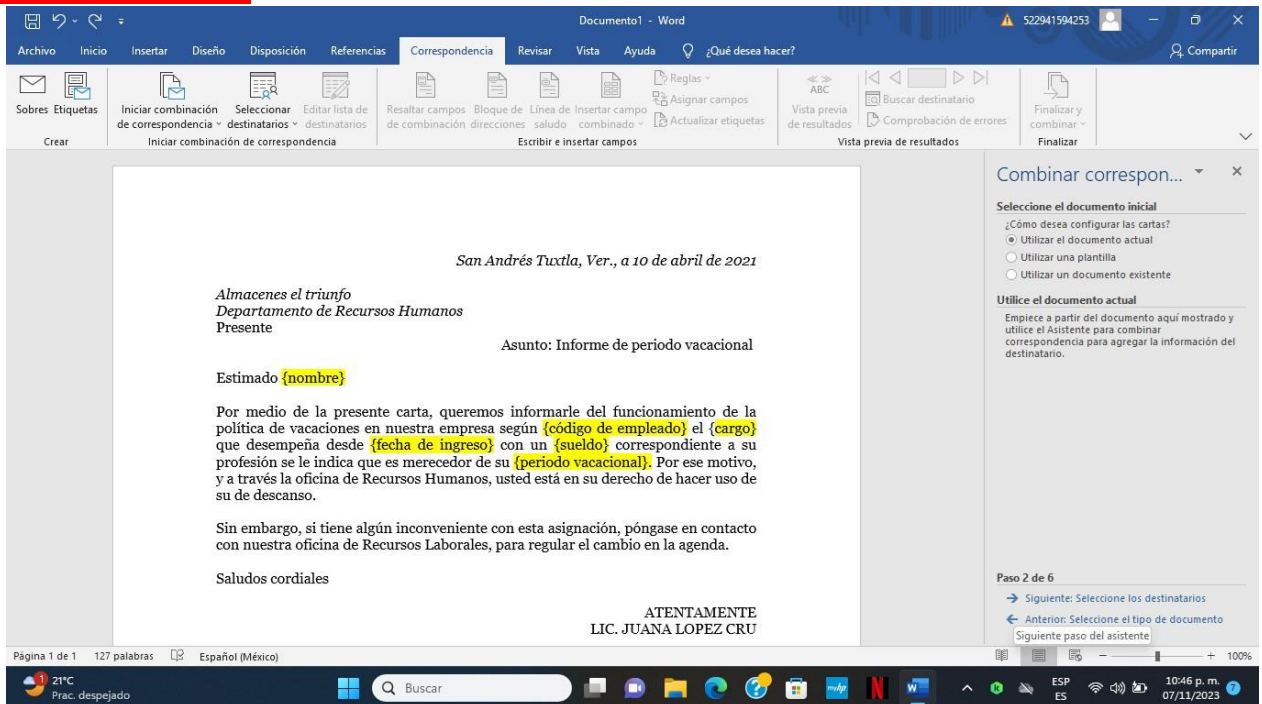 Documento1 - Word
522941594253
Archivo Inicio Insertar Diseño Disposición Referencias Correspondencia Revisar Vista Ayuda ¿Qué desea hacer? Compartir
Sobres Etiquetas
Crear
Iniciar combinación de correspondencia
Seleccionar destinatarios
Editar lista de destinatarios
Iniciar combinación de correspondencia
Resaltar campos de combinación
Bloque de direcciones
Línea de saludo
Insertar campo combinado
Reglas
Asignar campos
Actualizar etiquetas
Escribir e insertar campos
ABC
Vista previa de resultados
Buscar destinatario
Comprobación de errores
Vista previa de resultados
Finalizar y combinar
Finalizar
San Andrés Tuxtla, Ver., a 10 de abril de 2021
Almacenes el triunfo
Departamento de Recursos Humanos
Presente
Asunto: Informe de periodo vacacional
Estimado {nombre}
Por medio de la presente carta, queremos informarle del funcionamiento de la
política de vacaciones en nuestra empresa según {código de empleado} el {cargo}
que desempeña desde {fecha de ingreso} con un {sueldo} correspondiente a su
profesión se le indica que es merecedor de su {periodo vacacional}. Por ese motivo,
y a través la oficina de Recursos Humanos, usted está en su derecho de hacer uso de
su de descanso.
Sin embargo, si tiene algún inconveniente con esta asignación, póngase en contacto
con nuestra oficina de Recursos Laborales, para regular el cambio en la agenda.
Saludos cordiales
ATENTAMENTE
LIC. JUANA LOPEZ CRU
Combinar correspon...
Seleccione el documento inicial
¿Cómo desea configurar las cartas?
Utilizar el documento actual
Utilizar una plantilla
Utilizar un documento existente
Utilice el documento actual
Empiece a partir del documento aquí mostrado y
utilice el Asistente para combinar
correspondencia para agregar la información del
destinatario.
Paso 2 de 6
Siguiente: Seleccione los destinatarios
Anterior: Seleccione el tipo de documento
Siguiente paso del asistente
Página 1 de 1 127 palabras Español (México) 100%
1
21°C
Prac. despejado
Buscar
mdp
N
W
ESP
ES
10:46 p. m.
07/11/2023
7